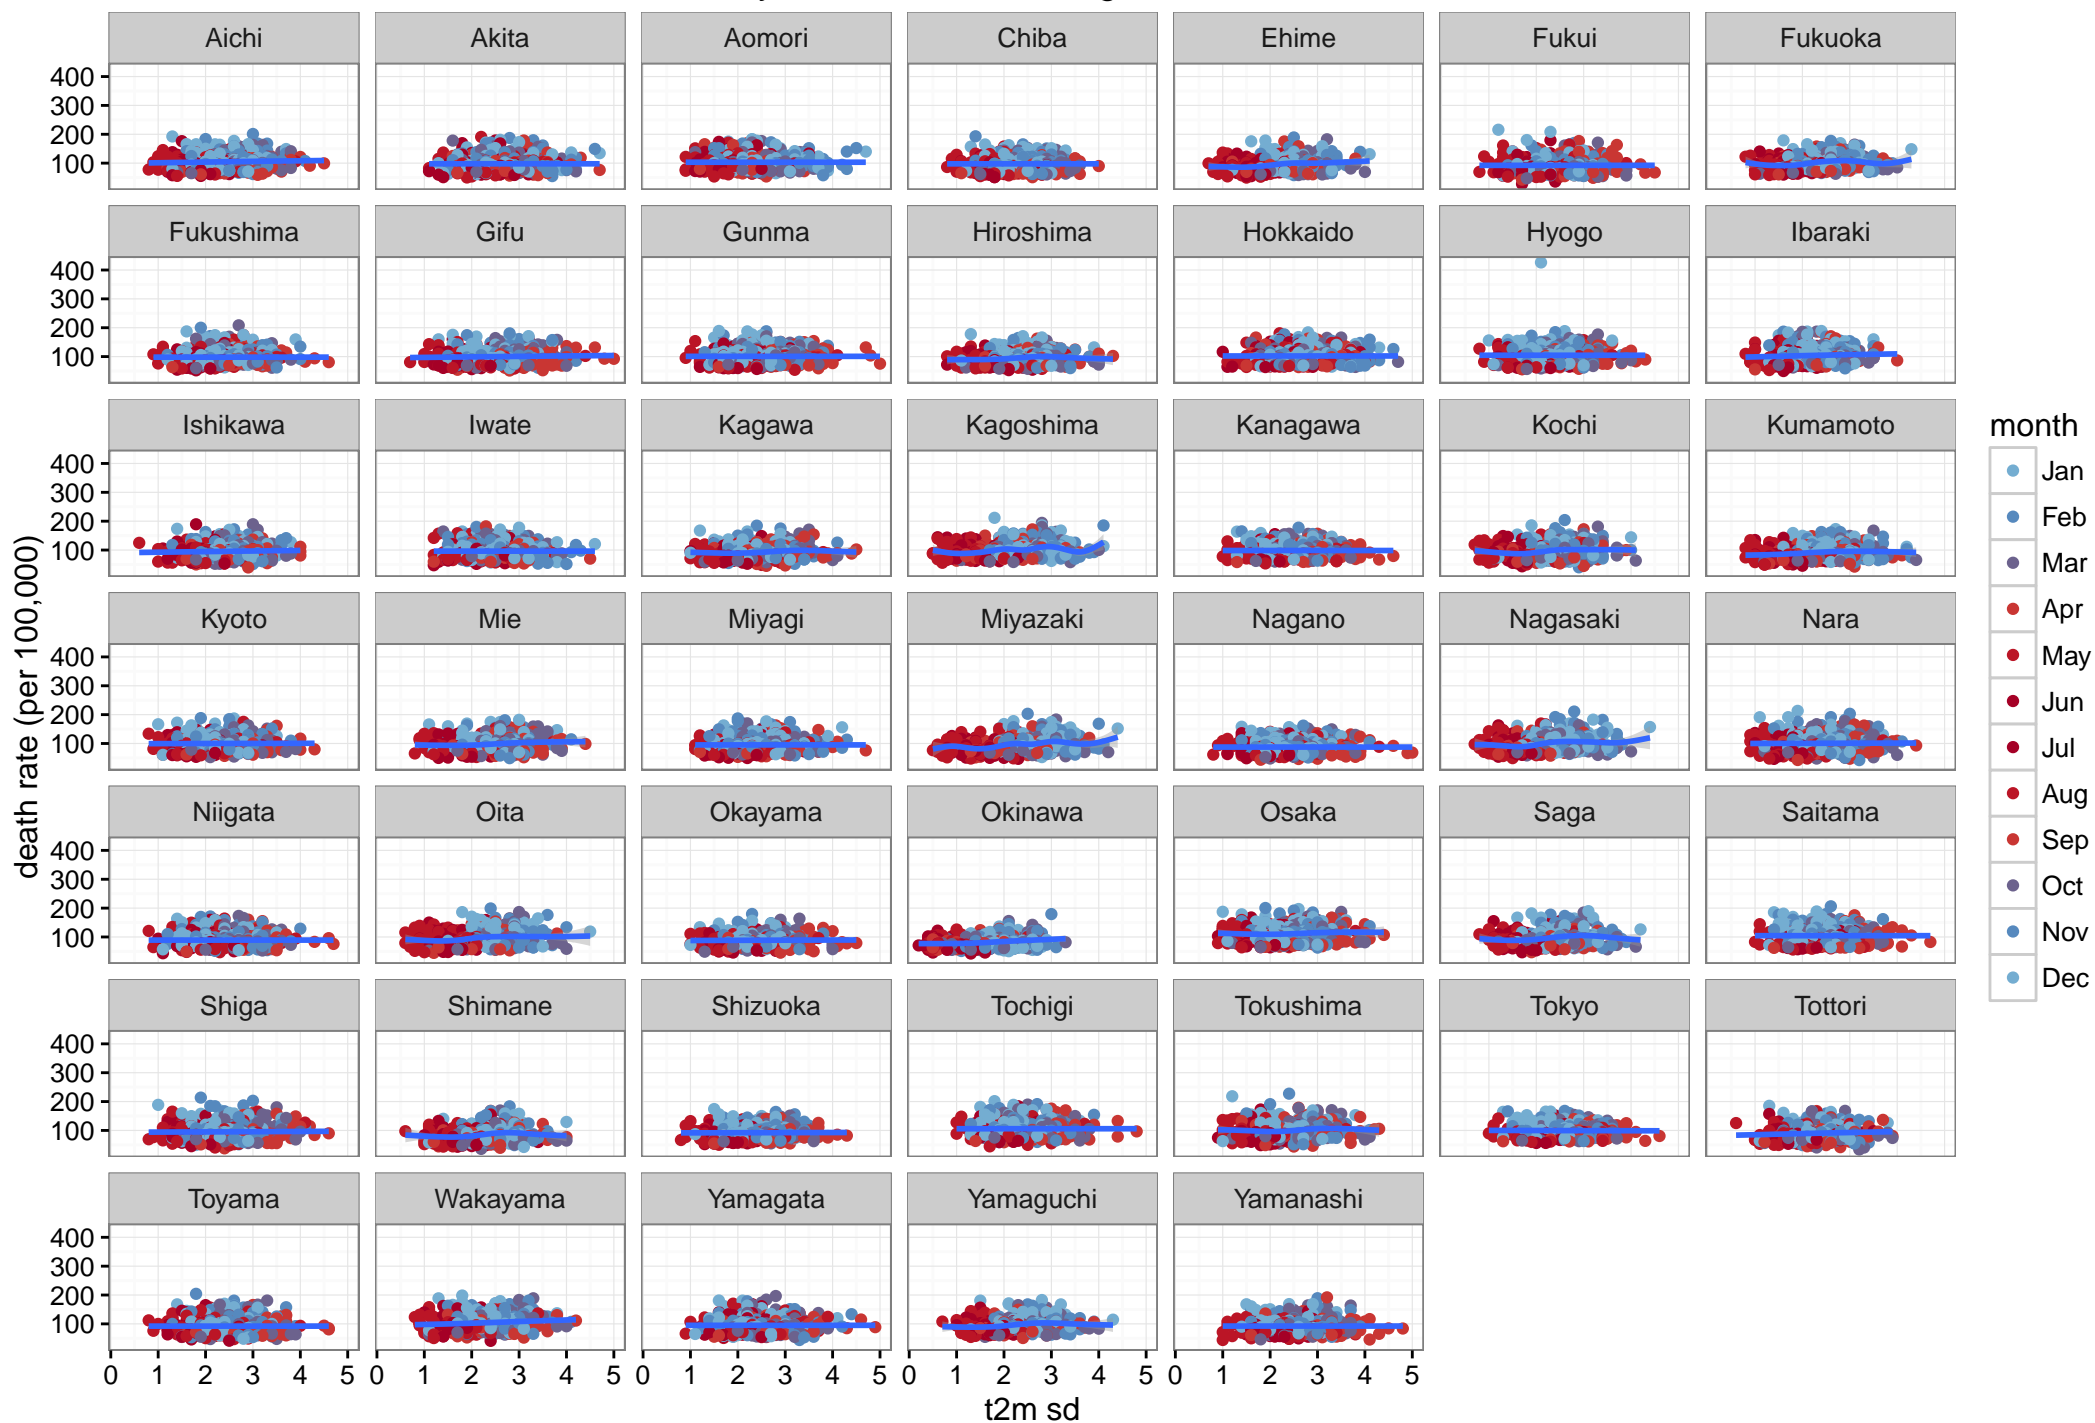 Aichi Akita Aomori Chiba Ehime Fukui Fukuoka
400
300
200
100
Fukushima Gifu Gunma Hiroshima Hokkaido Hyogo Ibaraki
400
300
200
100
Ishikawa Iwate Kagawa Kagoshima Kanagawa Kochi Kumamoto
400
300
200
100
Kyoto Mie Miyagi Miyazaki Nagano Nagasaki Nara
400
300
200
100
Niigata Oita Okayama Okinawa Osaka Saga Saitama
400
300
200
100
Shiga Shimane Shizuoka Tochigi Tokushima Tokyo Tottori
400
300
200
100
Toyama Wakayama Yamagata Yamaguchi Yamanashi
400
300
200
100
0 1 2 3 4 5 0 1 2 3 4 5 0 1 2 3 4 5 0 1 2 3 4 5 0 1 2 3 4 5
t2m sd
death rate (per 100,000)
month
Jan
Feb
Mar
Apr
May
Jun
Jul
Aug
Sep
Oct
Nov
Dec